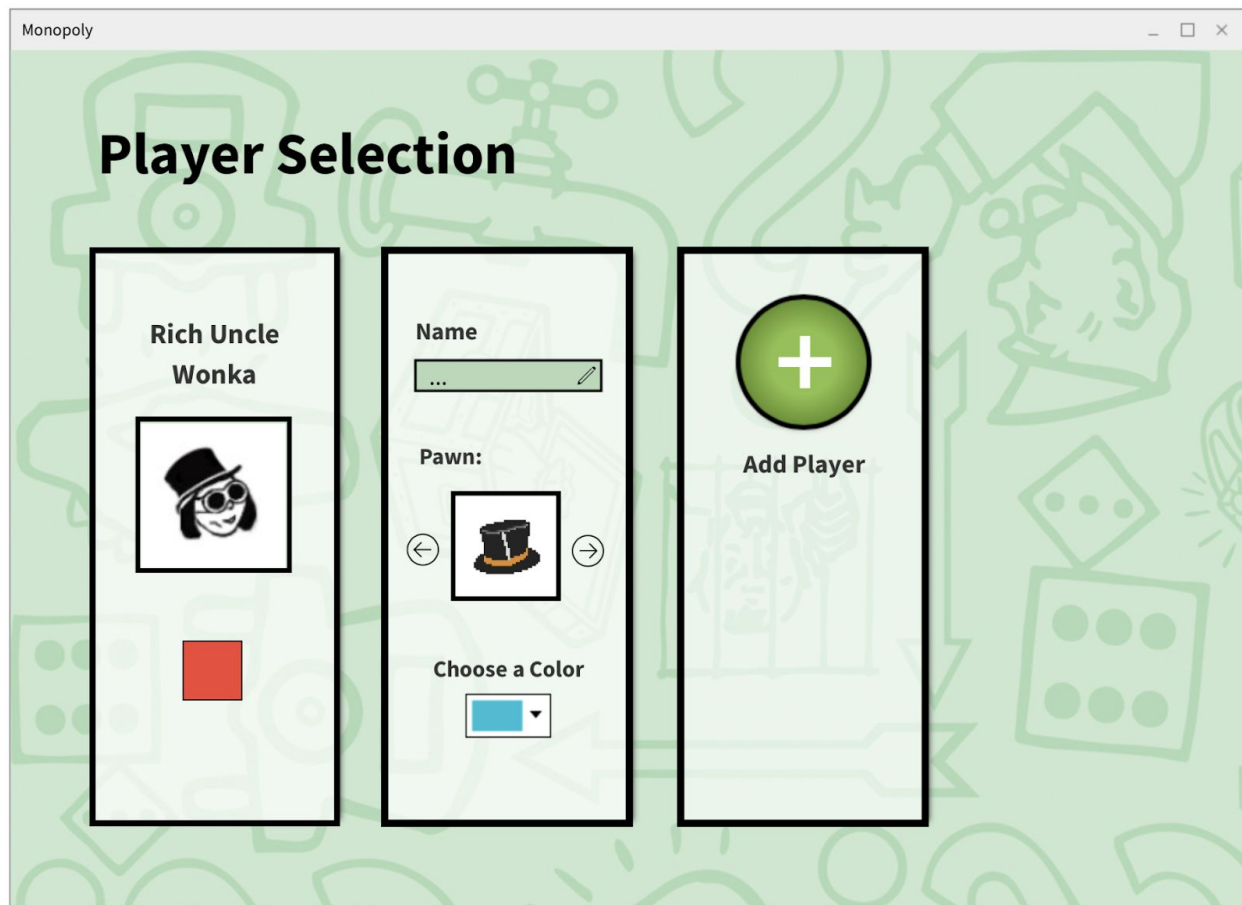 Monopoly
Player Selection
Rich Uncle
Wonka
Name
...
Pawn:
Choose a Color
Add Player